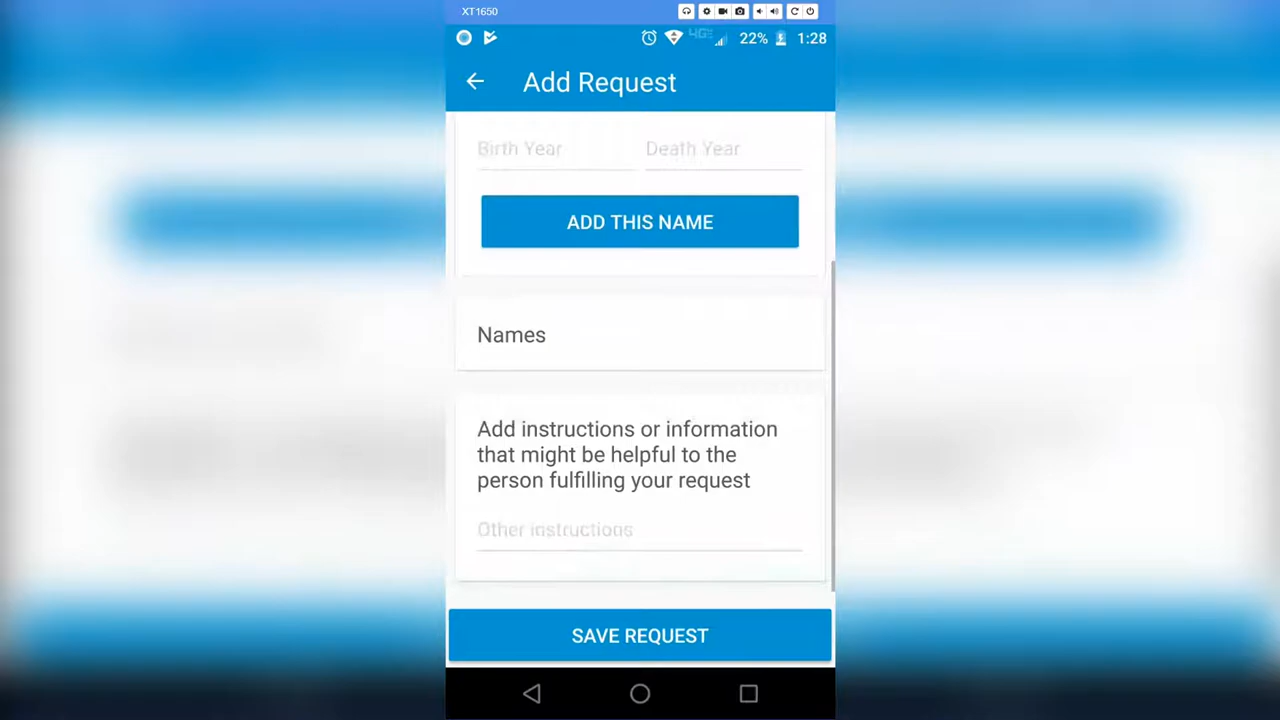 XT1650
4G
22%
1:28
Add Request
Birth Year
Death Year
ADD THIS NAME
Names
Add instructions or information
that might be helpful to the
person fulfilling your request
Other instructions
SAVE REQUEST